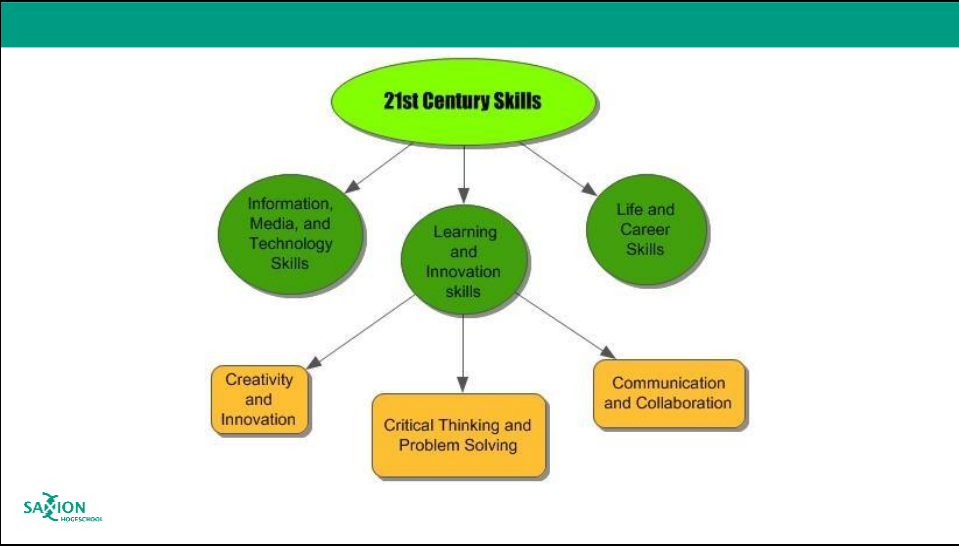 21st Century Skills
Information,
Media, and
Technology
Skills
Learning
and
Innovation
skills
Life and
Career
Skills
Creativity
and
Innovation
Critical Thinking and
Problem Solving
Communication
and Collaboration
SAXION
HOGESCHOOL